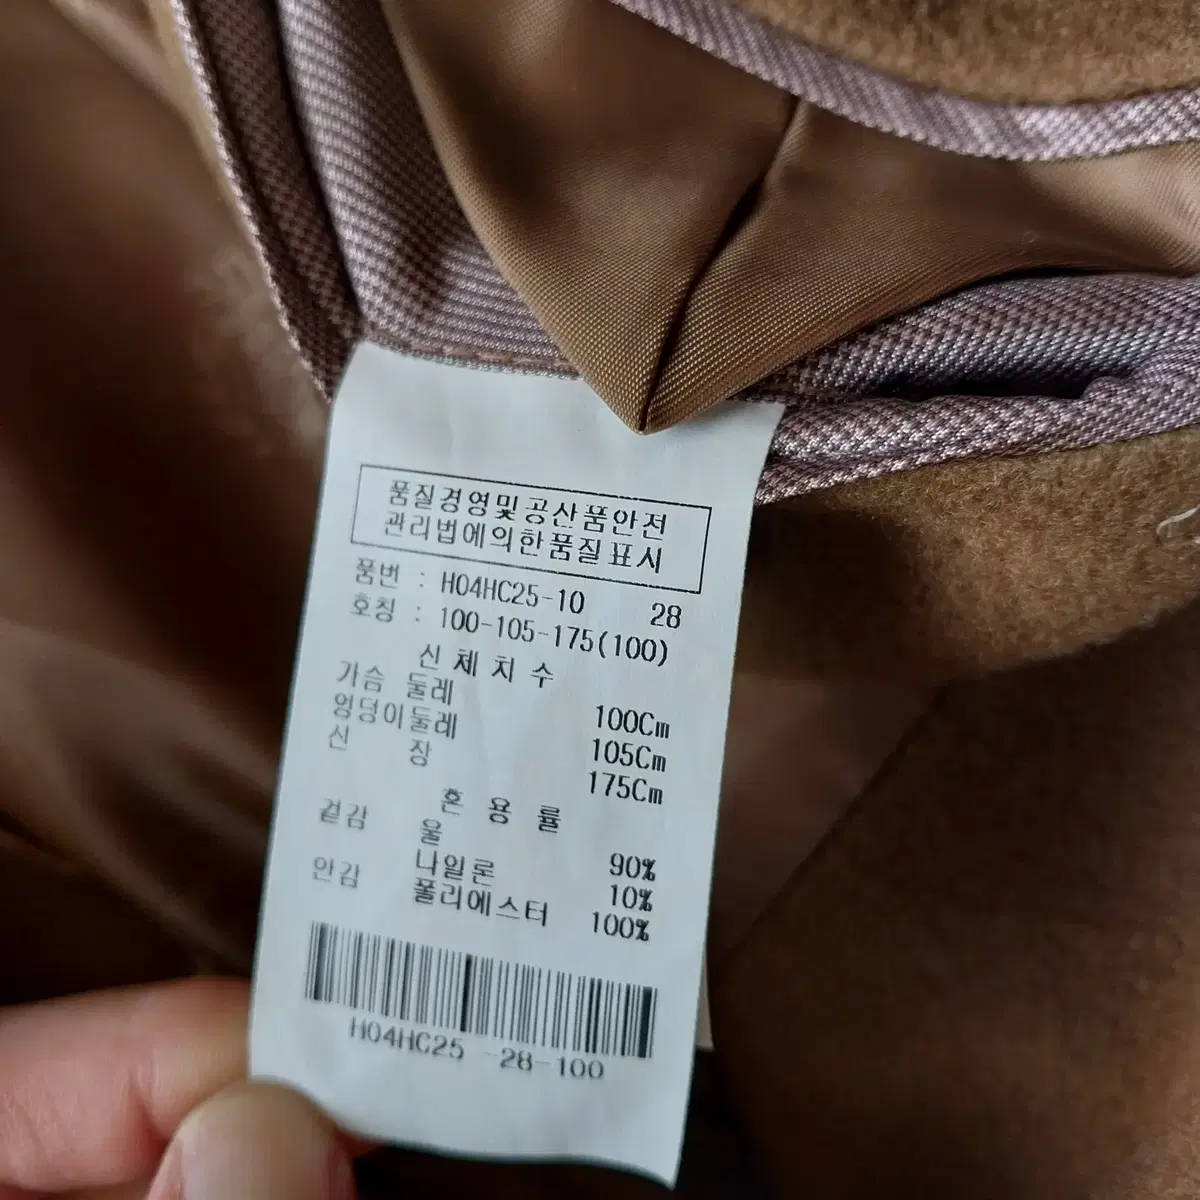 품질경영및공산품안전
관리법에의한품질표시
품번 : H04HC25-10 28
호칭 : 100-105-175(100)
신 체 치 수
가슴 둘레 100Cm
엉덩이둘레 105Cm
신 장 175Cm
혼 용 률
겉감 울 90%
나일론 10%
안감 폴리에스터 100%
H04HC25 -28-100